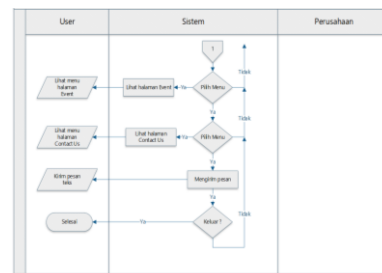 User
Sistem
Perusahaan
1
Tidak
Lihat menu
halaman
Event
Lihat halaman Event
Ya
Pilih Menu
Ya
Tidak
Lihat menu
halaman
Contact Us
Lihat halaman
Contact Us
Ya
Pilih Menu
Ya
Kirim pesan
teks
Mengirim pesan
Ya
Tidak
Selesai
Ya
Keluar ?